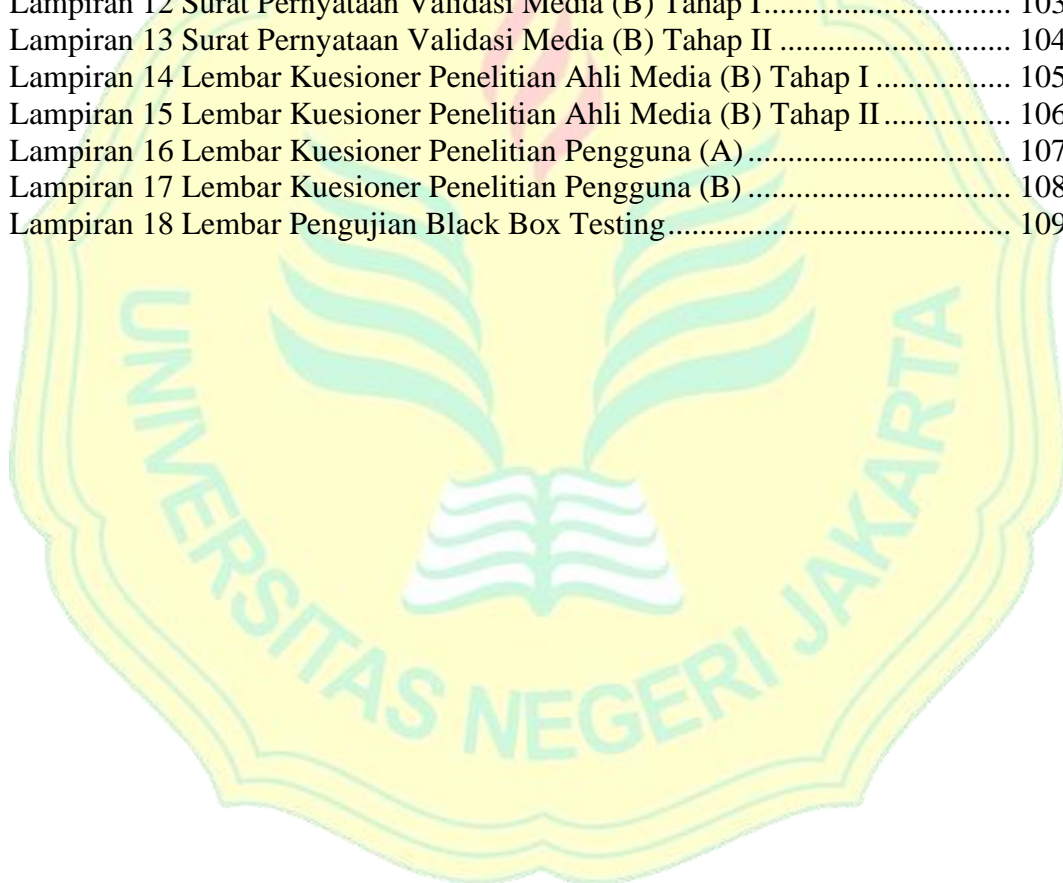 Lampiran 12 Surat Pernyataan Validasi Media (B) Tahap I................................. 103
Lampiran 13 Surat Pernyataan Validasi Media (B) Tahap II ............................... 104
Lampiran 14 Lembar Kuesioner Penelitian Ahli Media (B) Tahap I .................. 105
Lampiran 15 Lembar Kuesioner Penelitian Ahli Media (B) Tahap II................. 106
Lampiran 16 Lembar Kuesioner Penelitian Pengguna (A)................................... 107
Lampiran 17 Lembar Kuesioner Penelitian Pengguna (B) ................................... 108
Lampiran 18 Lembar Pengujian Black Box Testing............................................. 109
UNIVERSITAS NEGERI JAKARTA